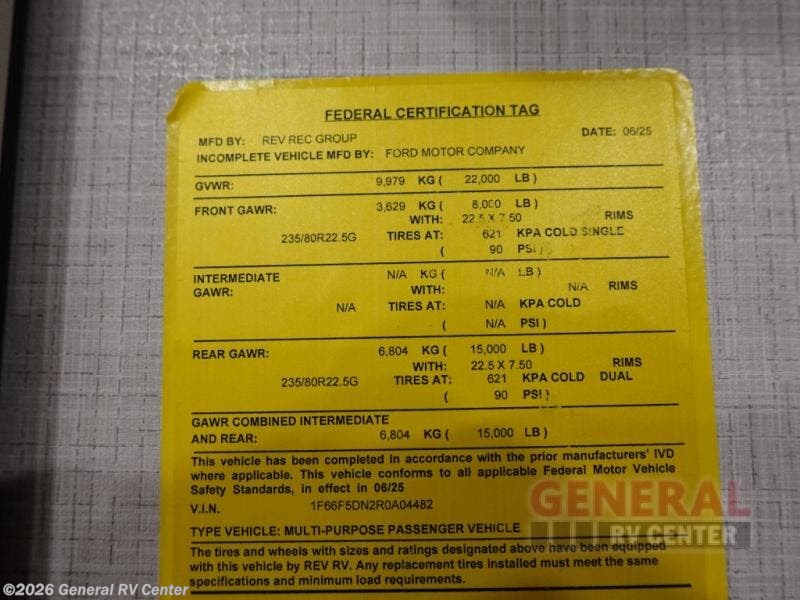 FEDERAL CERTIFICATION TAG
MFD BY: REV REC GROUP DATE: 06/25
INCOMPLETE VEHICLE MFD BY: FORD MOTOR COMPANY
GVWR: 9,979 KG ( 22,000 LB )
FRONT GAWR: 3,629 KG ( 8,000 LB )
WITH: 22.5 X 7.50 RIMS
235/80R22.5G TIRES AT: 621 KPA COLD SINGLE
( 90 PSI )
INTERMEDIATE N/A KG ( N/A LB )
GAWR: WITH: N/A RIMS
N/A TIRES AT: N/A KPA COLD
( N/A PSI )
REAR GAWR: 6,804 KG ( 15,000 LB )
WITH: 22.5 X 7.50 RIMS
235/80R22.5G TIRES AT: 621 KPA COLD DUAL
( 90 PSI )
GAWR COMBINED INTERMEDIATE
AND REAR: 6,804 KG ( 15,000 LB )
This vehicle has been completed in accordance with the prior manufacturers' IVD
where applicable. This vehicle conforms to all applicable Federal Motor Vehicle
Safety Standards, in effect in 06/25
V.I.N. 1F66F5DN2R0A04482
TYPE VEHICLE: MULTI-PURPOSE PASSENGER VEHICLE
The tires and wheels with sizes and ratings designated above have been equipped
with this vehicle by REV RV. Any replacement tires installed must meet the same
specifications and minimum load requirements.
GENERAL
RV CENTER
©2026 General RV Center